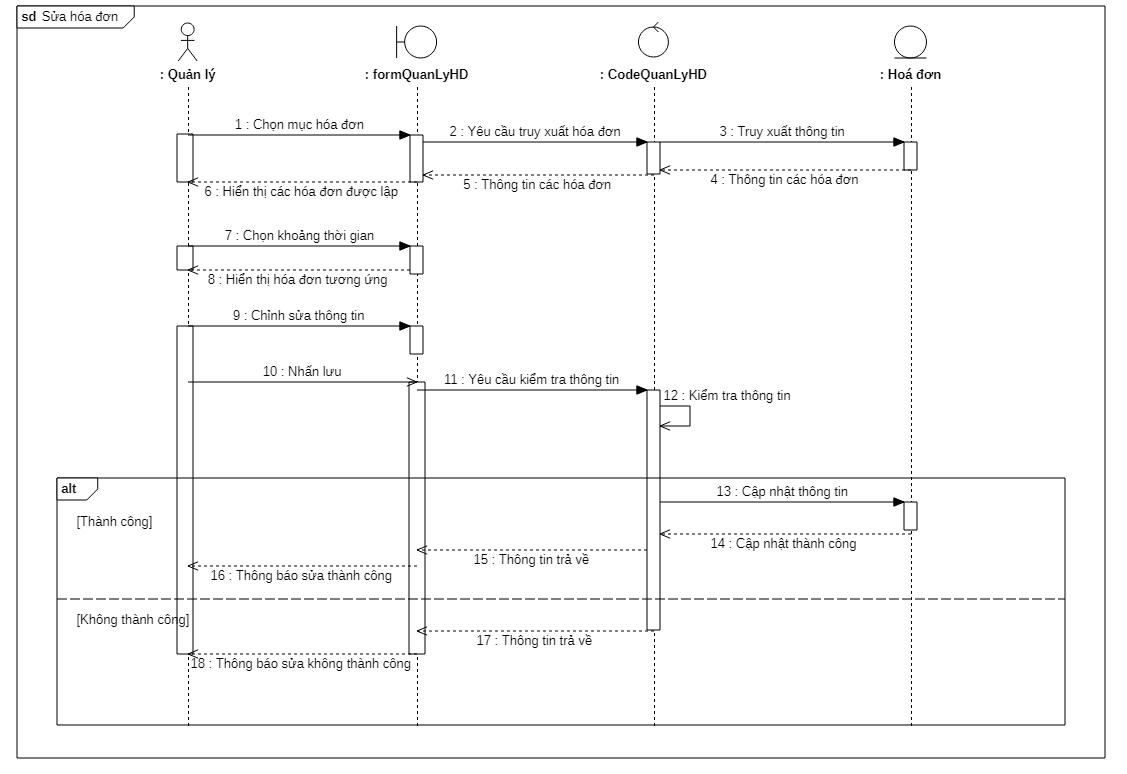 sd Sửa hóa đơn
: Quản lý
: formQuanLyHD
: CodeQuanLyHD
: Hoá đơn
1 : Chọn mục hóa đơn
2 : Yêu cầu truy xuất hóa đơn
3 : Truy xuất thông tin
4 : Thông tin các hóa đơn
5 : Thông tin các hóa đơn
6 : Hiển thị các hóa đơn được lập
7 : Chọn khoảng thời gian
8 : Hiển thị hóa đơn tương ứng
9 : Chỉnh sửa thông tin
10 : Nhấn lưu
11 : Yêu cầu kiểm tra thông tin
12 : Kiểm tra thông tin
alt
[Thành công]
13 : Cập nhật thông tin
14 : Cập nhật thành công
15 : Thông tin trả về
16 : Thông báo sửa thành công
[Không thành công]
17 : Thông tin trả về
18 : Thông báo sửa không thành công